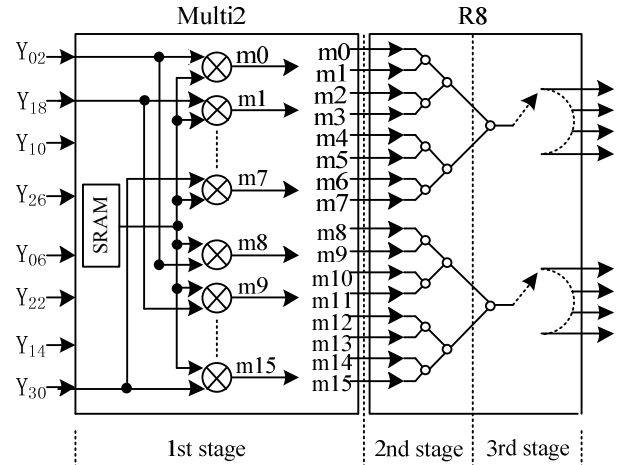 Multi2 R8
Y02
Y18
Y10
Y26
Y06
Y22
Y14
Y30
SRAM
m0
m1
m7
m8
m9
m15
m0
m1
m2
m3
m4
m5
m6
m7
m8
m9
m10
m11
m12
m13
m14
m15
1st stage 2nd stage 3rd stage